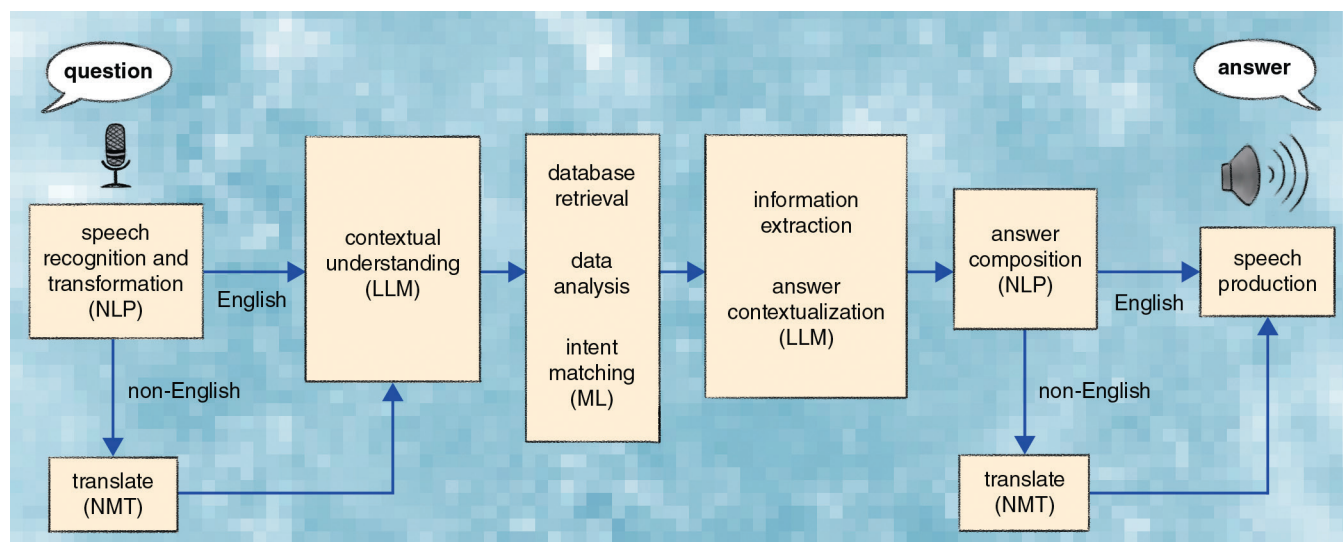 question
speech
recognition and
transformation
(NLP)
English
non-English
translate
(NMT)
contextual
understanding
(LLM)
database
retrieval
data
analysis
intent
matching
(ML)
information
extraction
answer
contextualization
(LLM)
answer
composition
(NLP)
English
non-English
translate
(NMT)
answer
speech
production